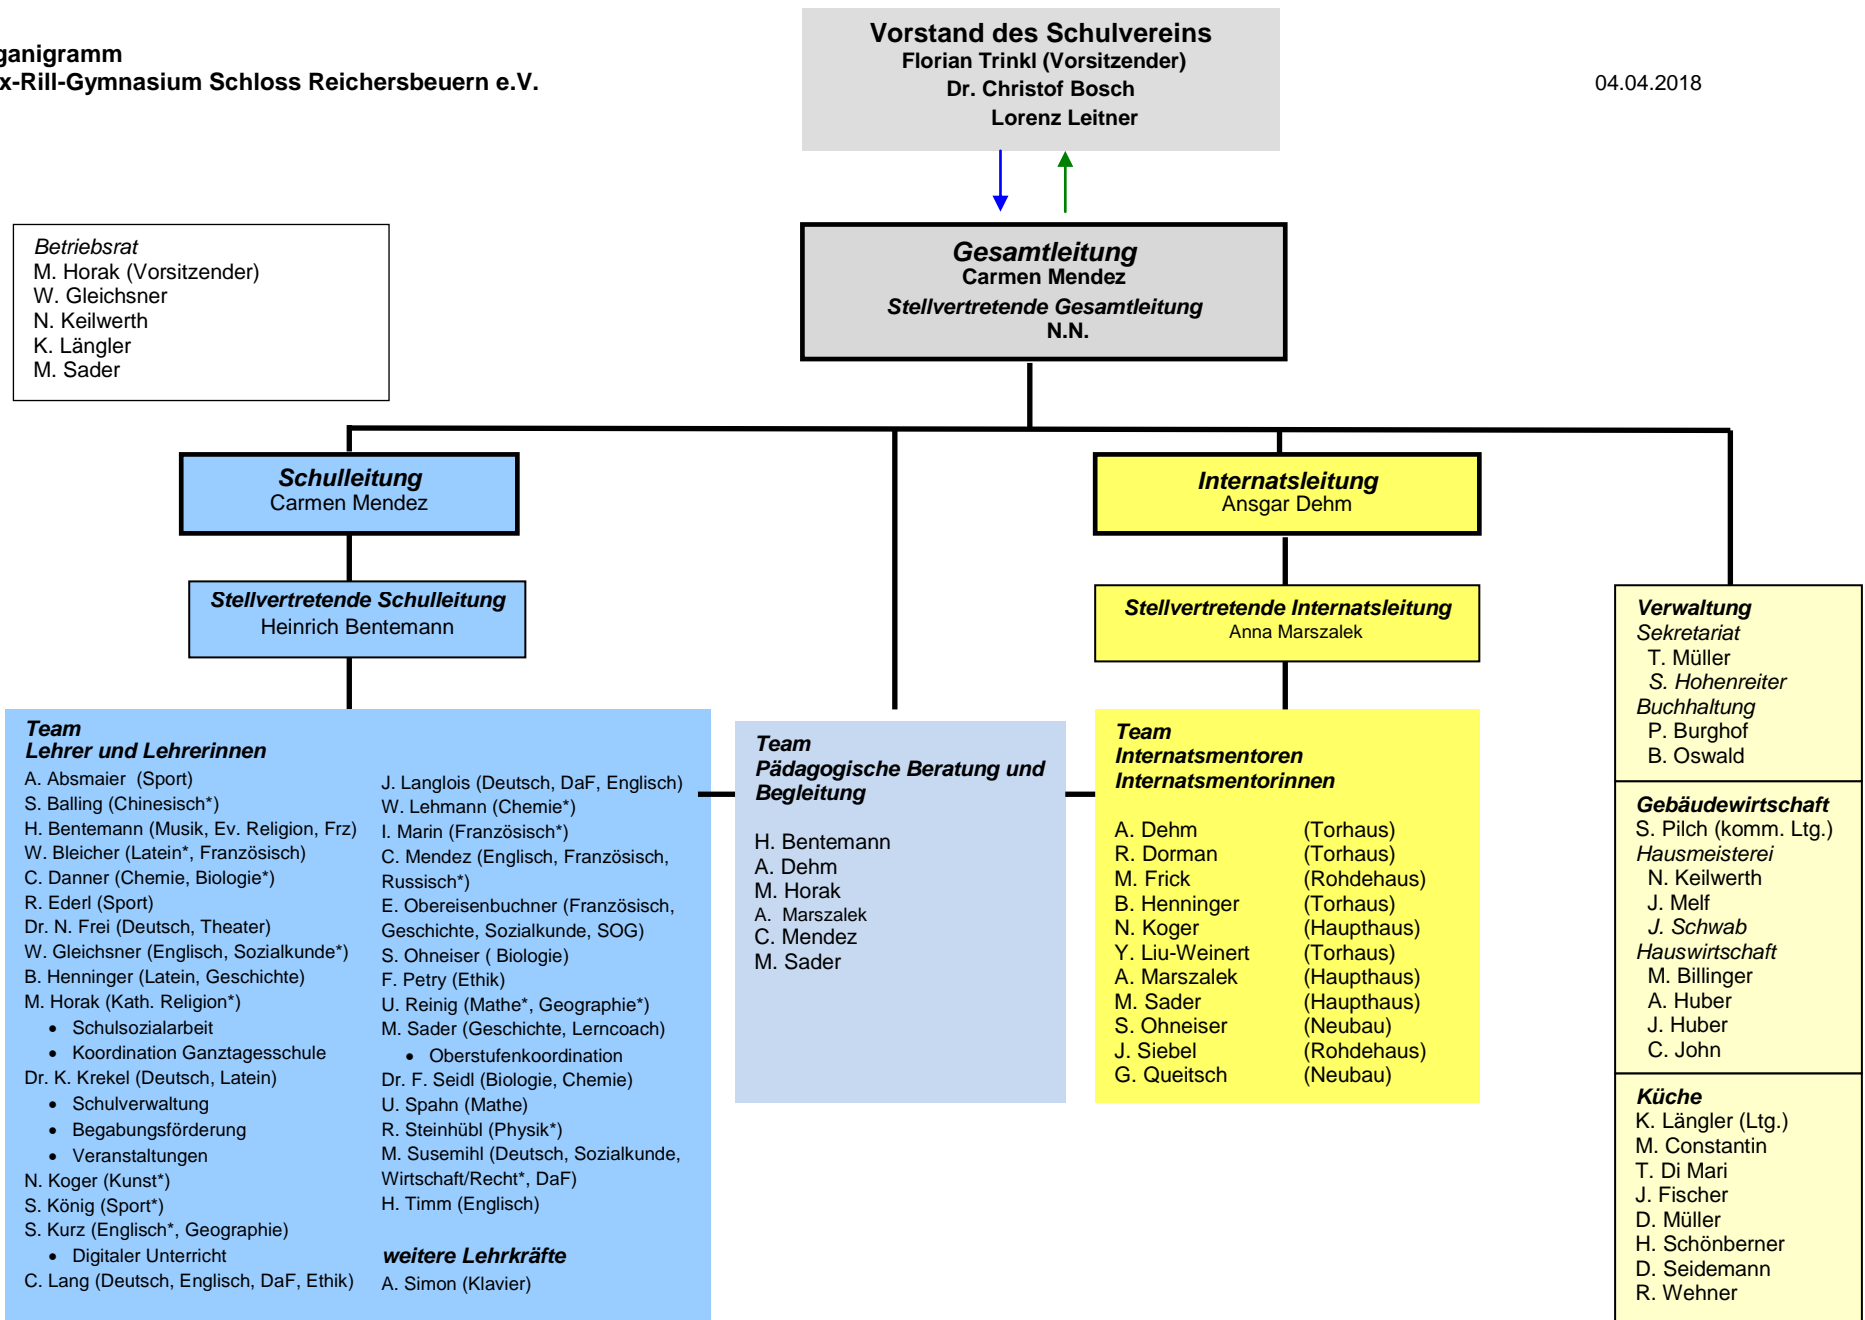 ganigramm
x-Rill-Gymnasium Schloss Reichersbeuern e.V.
Vorstand des Schulvereins
Florian Trinkl (Vorsitzender)
Dr. Christof Bosch
Lorenz Leitner
04.04.2018
Betriebsrat
M. Horak (Vorsitzender)
W. Gleichsner
N. Keilwerth
K. Längler
M. Sader
Gesamtleitung
Carmen Mendez
Stellvertretende Gesamtleitung
N.N.
Schulleitung
Carmen Mendez
Internatsleitung
Ansgar Dehm
Stellvertretende Schulleitung
Heinrich Bentemann
Stellvertretende Internatsleitung
Anna Marszalek
Team
Lehrer und Lehrerinnen
A. Absmaier  (Sport)
S. Balling (Chinesisch*)
H. Bentemann (Musik, Ev. Religion, Frz)
W. Bleicher (Latein*, Französisch)
C. Danner (Chemie, Biologie*)
R. Ederl (Sport)
Dr. N. Frei (Deutsch, Theater)
W. Gleichsner (Englisch, Sozialkunde*)
B. Henninger (Latein, Geschichte)
M. Horak (Kath. Religion*)
• Schulsozialarbeit
• Koordination Ganztagesschule
Dr. K. Krekel (Deutsch, Latein)
• Schulverwaltung
• Begabungsförderung
• Veranstaltungen
N. Koger (Kunst*)
S. König (Sport*)
S. Kurz (Englisch*, Geographie)
• Digitaler Unterricht
C. Lang (Deutsch, Englisch, DaF, Ethik)
J. Langlois (Deutsch, DaF, Englisch)
W. Lehmann (Chemie*)
I. Marin (Französisch*)
C. Mendez (Englisch, Französisch,
Russisch*)
E. Obereisenbuchner (Französisch,
Geschichte, Sozialkunde, SOG)
S. Ohneiser ( Biologie)
F. Petry (Ethik)
U. Reinig (Mathe*, Geographie*)
M. Sader (Geschichte, Lerncoach)
• Oberstufenkoordination
Dr. F. Seidl (Biologie, Chemie)
U. Spahn (Mathe)
R. Steinhübl (Physik*)
M. Susemihl (Deutsch, Sozialkunde,
Wirtschaft/Recht*, DaF)
H. Timm (Englisch)
weitere Lehrkräfte
A. Simon (Klavier)
Team
Pädagogische Beratung und
Begleitung
H. Bentemann
A. Dehm
M. Horak
A.  Marszalek
C. Mendez
M. Sader
Team
Internatsmentoren
Internatsmentorinnen
A. Dehm (Torhaus)
R. Dorman (Torhaus)
M. Frick (Rohdehaus)
B. Henninger (Torhaus)
N. Koger (Haupthaus)
Y. Liu-Weinert (Torhaus)
A. Marszalek (Haupthaus)
M. Sader (Haupthaus)
S. Ohneiser (Neubau)
J. Siebel (Rohdehaus)
G. Queitsch (Neubau)
Verwaltung
Sekretariat
T. Müller
S. Hohenreiter
Buchhaltung
P. Burghof
B. Oswald
Gebäudewirtschaft
S. Pilch (komm. Ltg.)
Hausmeisterei
N. Keilwerth
J. Melf
J. Schwab
Hauswirtschaft
M. Billinger
A. Huber
J. Huber
C. John
Küche
K. Längler (Ltg.)
M. Constantin
T. Di Mari
J. Fischer
D. Müller
H. Schönberner
D. Seidemann
R. Wehner